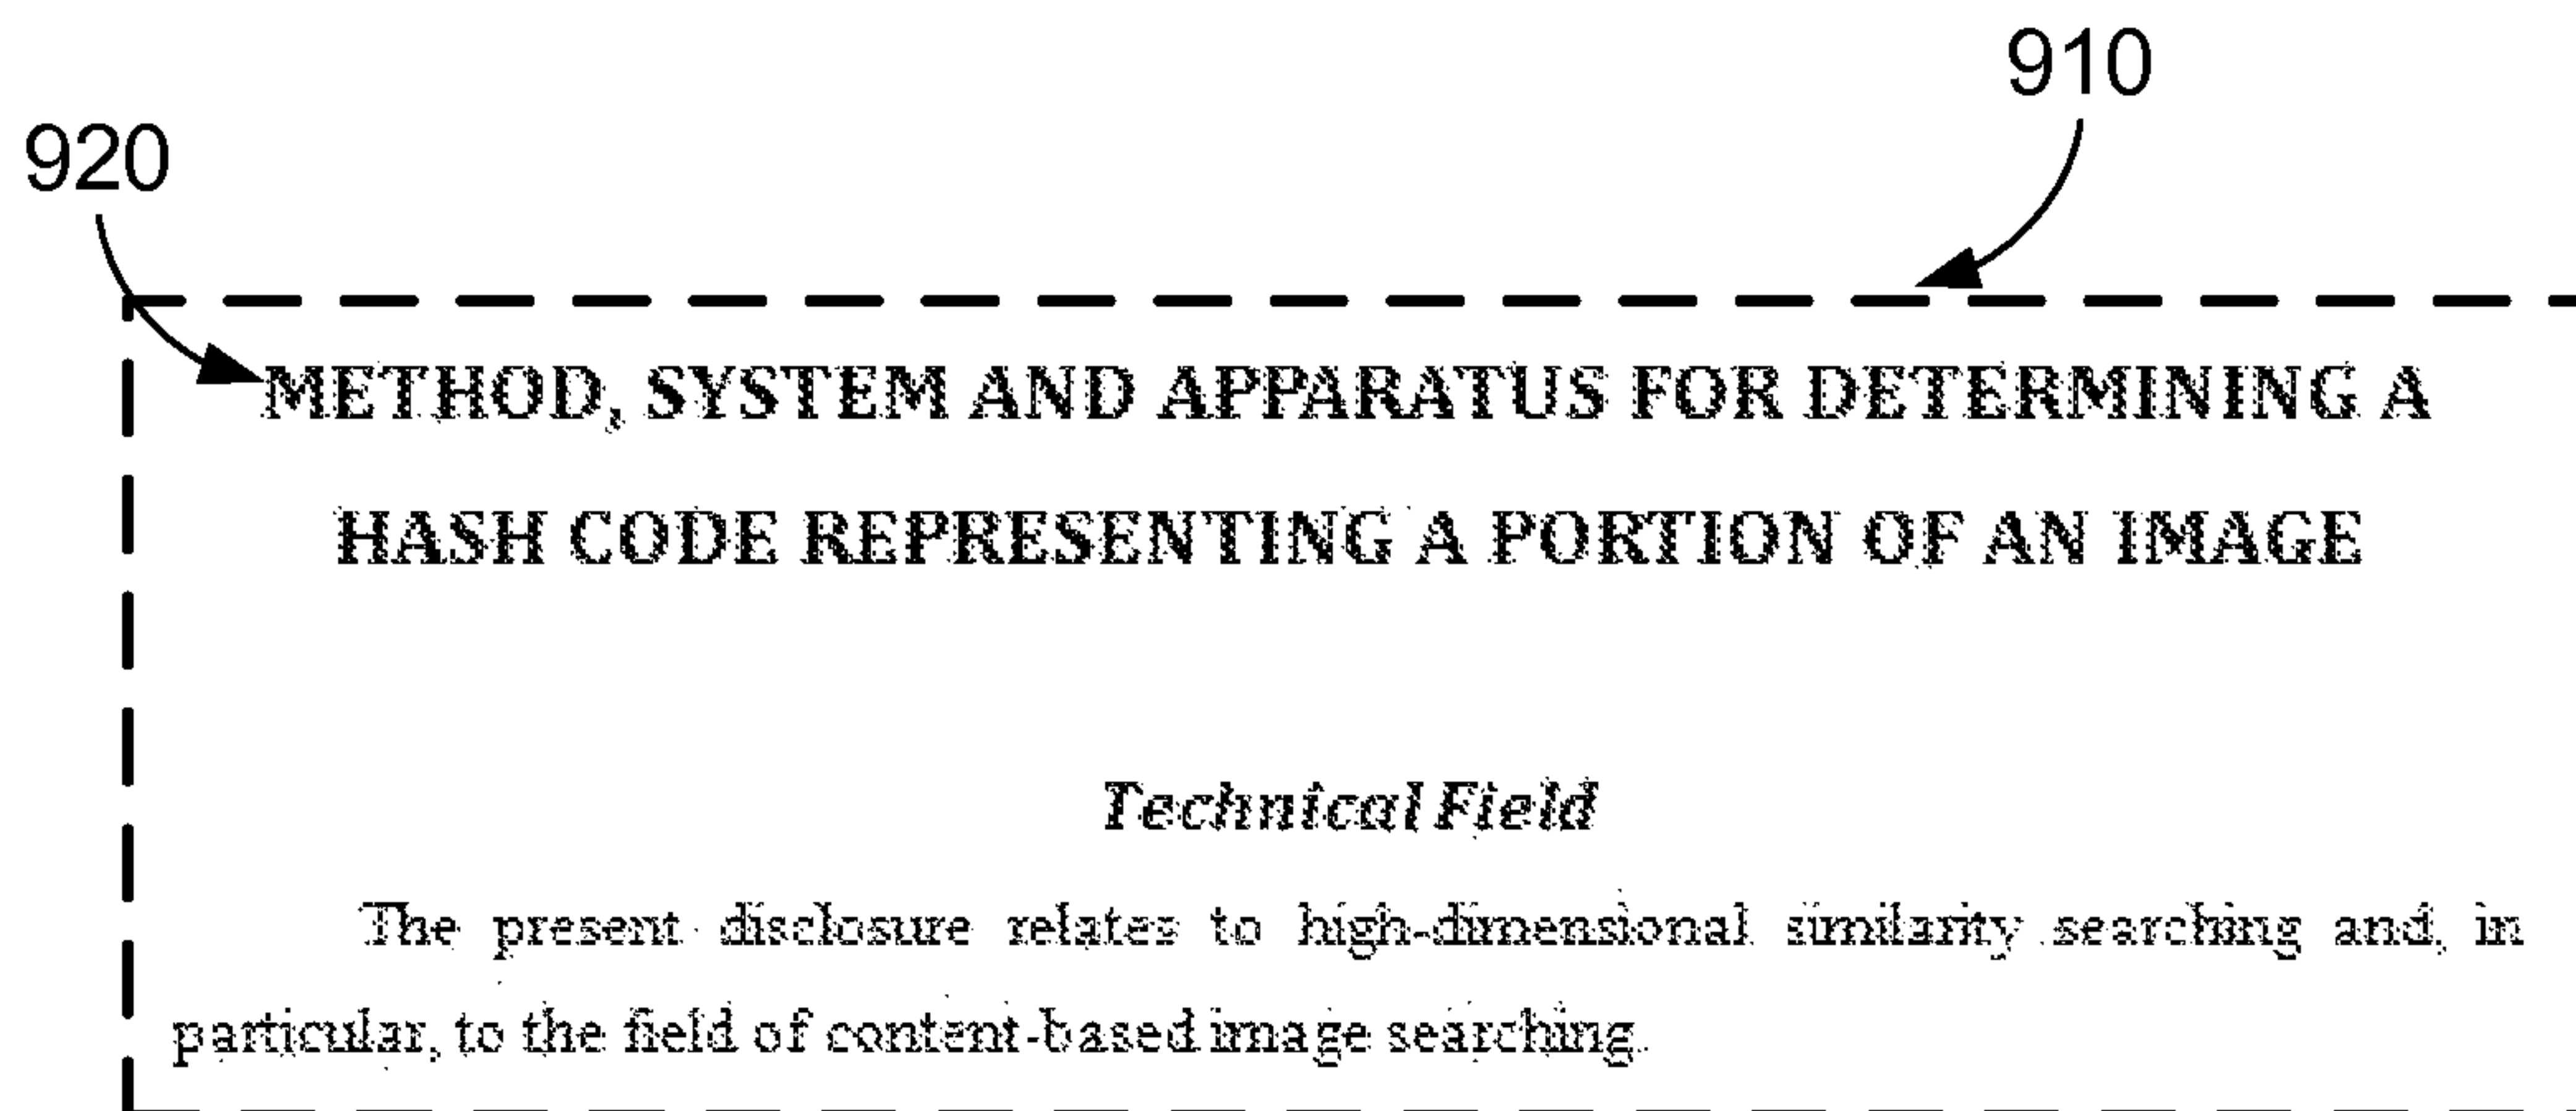 910
920
METHOD, SYSTEM AND APPARATUS FOR DETERMINING A
HASH CODE REPRESENTING A PORTION OF AN IMAGE
Technical Field
The present disclosure relates to high-dimensional similarity searching and, in
particular, to the field of content-based image searching.